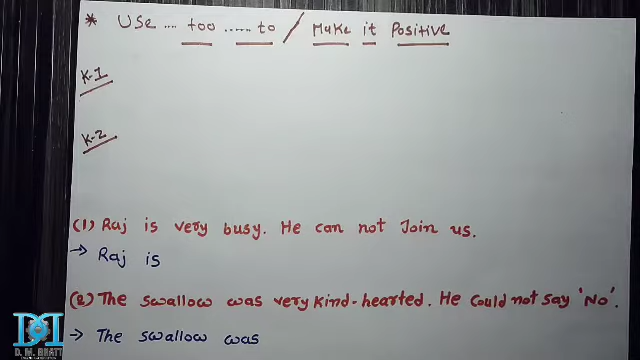 * Use .... too ...... to / Make it Positive
K-1
K-2
(1) Raj is very busy. He can not Join us.
→ Raj is
(2) The swallow was very kind-hearted. He could not say 'No'.
→ The swallow was
D. M. BHATT